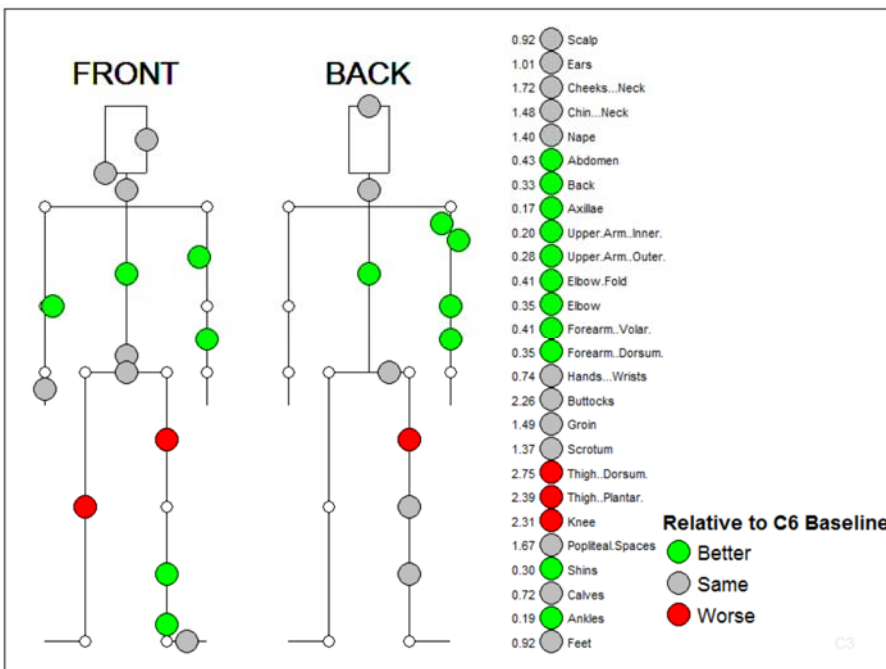 FRONT
BACK
0.92 Scalp
1.01 Ears
1.72 Cheeks...Neck
1.48 Chin...Neck
1.40 Nape
0.43 Abdomen
0.33 Back
0.17 Axillae
0.20 Upper.Arm..Inner.
0.28 Upper.Arm..Outer.
0.41 Elbow.Fold
0.35 Elbow
0.41 Forearm..Volar.
0.35 Forearm..Dorsum.
0.74 Hands...Wrists
2.26 Buttocks
1.49 Groin
1.37 Scrotum
2.75 Thigh..Dorsum.
2.39 Thigh..Plantar.
2.31 Knee
1.67 Popliteal.Spaces
0.30 Shins
0.72 Calves
0.19 Ankles
0.92 Feet
Relative to C6 Baseline
Better
Same
Worse
C3